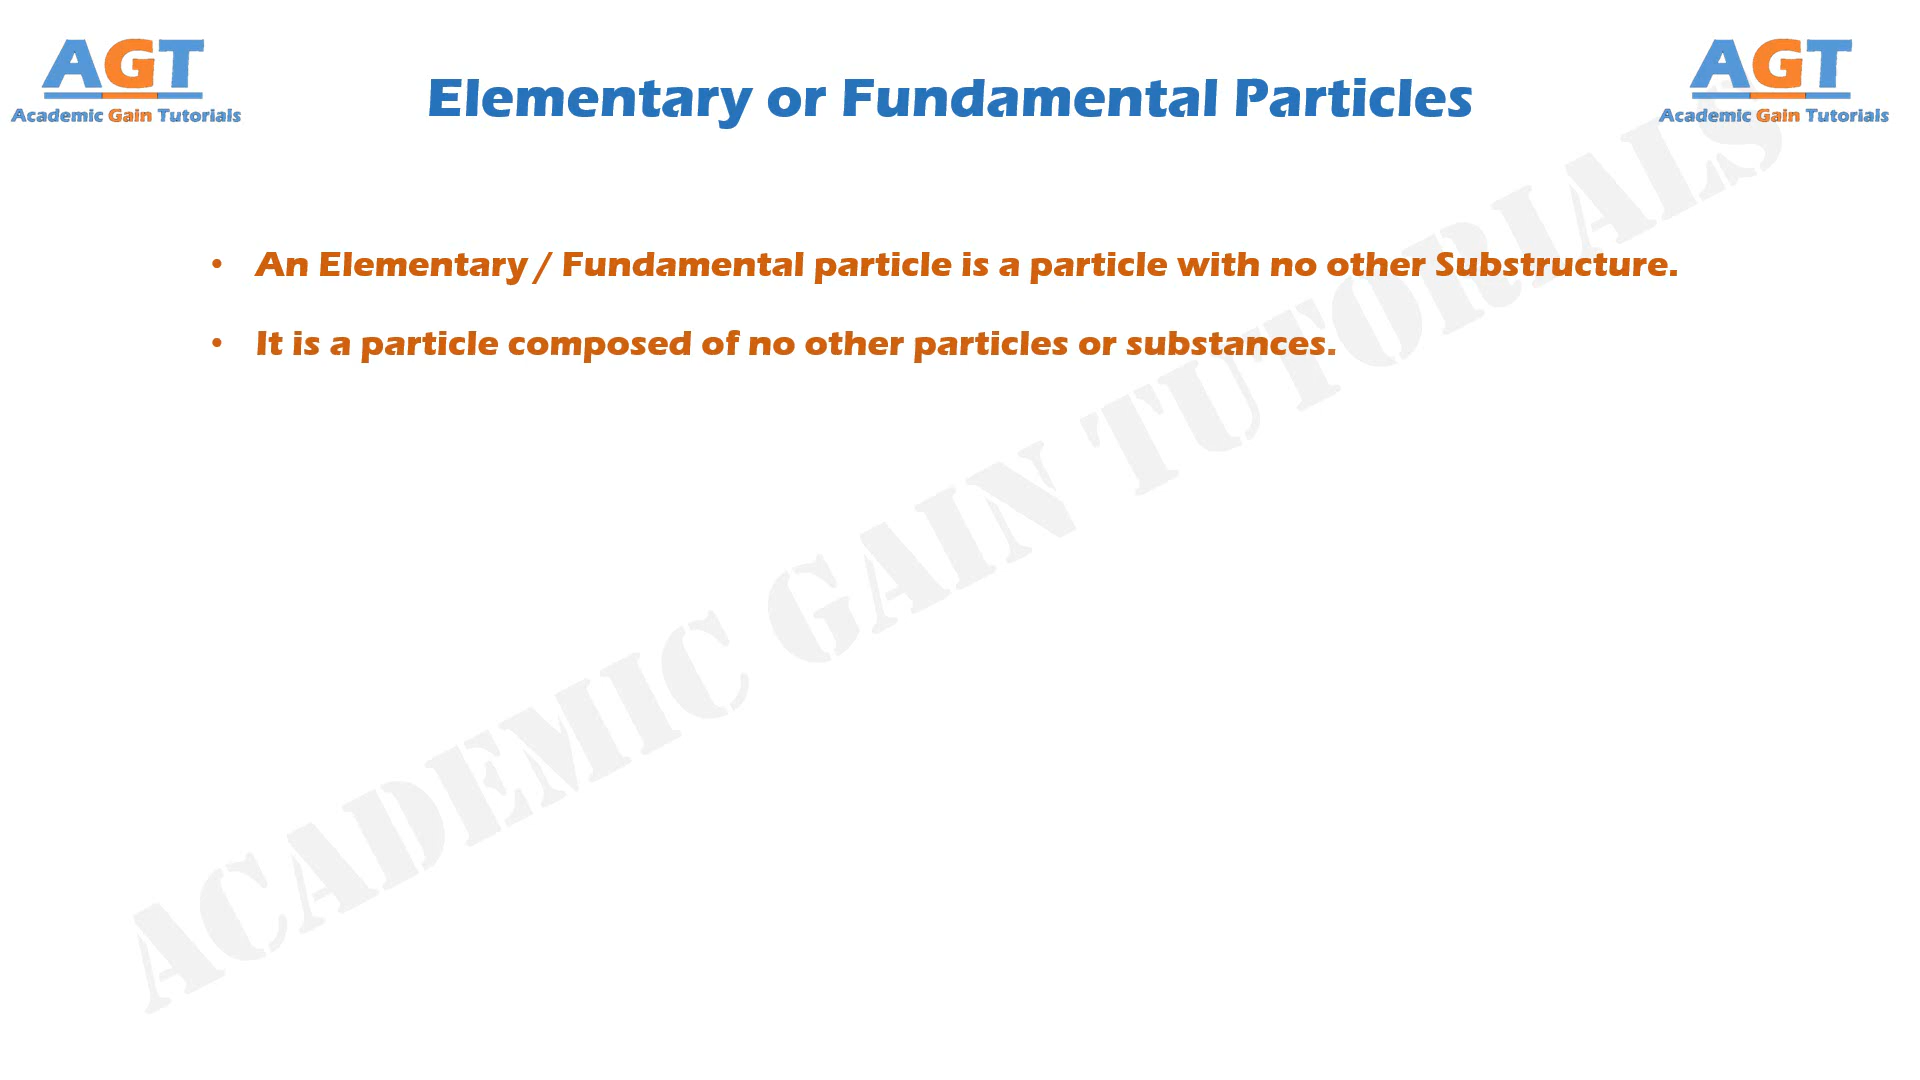 AGT
Academic Gain Tutorials
Elementary or Fundamental Particles
AGT
Academic Gain Tutorials
• An Elementary / Fundamental particle is a particle with no other Substructure.
• It is a particle composed of no other particles or substances.
ACADEMIC GAIN TUTORIALS